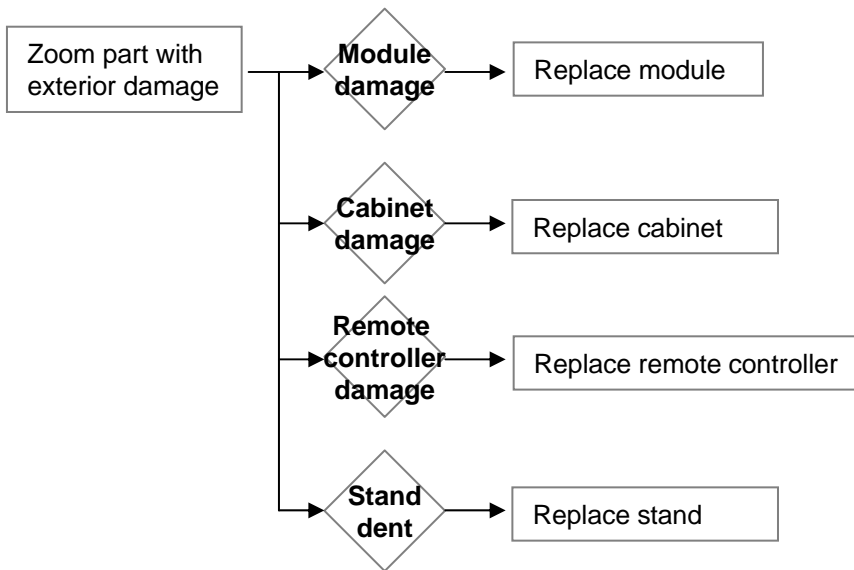 Zoom part with
exterior damage
Module
damage
Replace module
Cabinet
damage
Replace cabinet
Remote
controller
damage
Replace remote controller
Stand
dent
Replace stand